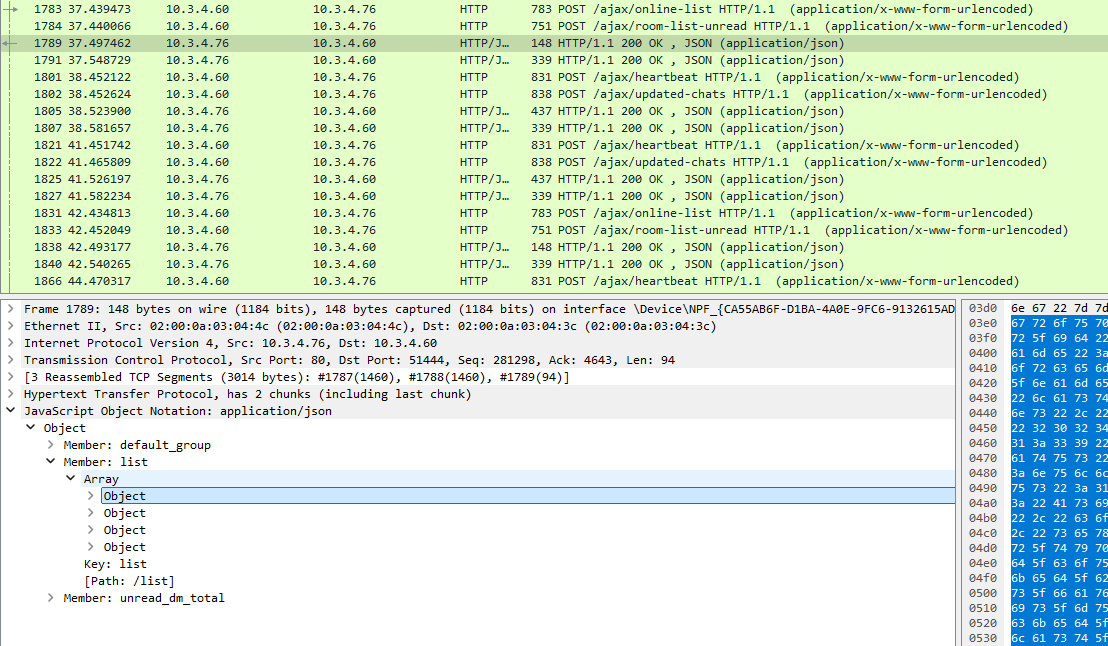 1783 37.439473 10.3.4.60 10.3.4.76 HTTP 783 POST /ajax/online-list HTTP/1.1 (application/x-www-form-urlencoded)
1784 37.440066 10.3.4.60 10.3.4.76 HTTP 751 POST /ajax/room-list-unread HTTP/1.1 (application/x-www-form-urlencoded)
1789 37.497462 10.3.4.76 10.3.4.60 HTTP/J… 148 HTTP/1.1 200 OK , JSON (application/json)
1791 37.548729 10.3.4.76 10.3.4.60 HTTP/J… 339 HTTP/1.1 200 OK , JSON (application/json)
1801 38.452122 10.3.4.60 10.3.4.76 HTTP 831 POST /ajax/heartbeat HTTP/1.1 (application/x-www-form-urlencoded)
1802 38.452624 10.3.4.60 10.3.4.76 HTTP 838 POST /ajax/updated-chats HTTP/1.1 (application/x-www-form-urlencoded)
1805 38.523900 10.3.4.76 10.3.4.60 HTTP/J… 437 HTTP/1.1 200 OK , JSON (application/json)
1807 38.581657 10.3.4.76 10.3.4.60 HTTP/J… 339 HTTP/1.1 200 OK , JSON (application/json)
1821 41.451742 10.3.4.60 10.3.4.76 HTTP 831 POST /ajax/heartbeat HTTP/1.1 (application/x-www-form-urlencoded)
1822 41.465809 10.3.4.60 10.3.4.76 HTTP 838 POST /ajax/updated-chats HTTP/1.1 (application/x-www-form-urlencoded)
1825 41.526197 10.3.4.76 10.3.4.60 HTTP/J… 437 HTTP/1.1 200 OK , JSON (application/json)
1827 41.582234 10.3.4.76 10.3.4.60 HTTP/J… 339 HTTP/1.1 200 OK , JSON (application/json)
1831 42.434813 10.3.4.60 10.3.4.76 HTTP 783 POST /ajax/online-list HTTP/1.1 (application/x-www-form-urlencoded)
1833 42.452049 10.3.4.60 10.3.4.76 HTTP 751 POST /ajax/room-list-unread HTTP/1.1 (application/x-www-form-urlencoded)
1838 42.493177 10.3.4.76 10.3.4.60 HTTP/J… 148 HTTP/1.1 200 OK , JSON (application/json)
1840 42.540265 10.3.4.76 10.3.4.60 HTTP/J… 339 HTTP/1.1 200 OK , JSON (application/json)
1866 44.470317 10.3.4.60 10.3.4.76 HTTP 831 POST /ajax/heartbeat HTTP/1.1 (application/x-www-form-urlencoded)
Frame 1789: 148 bytes on wire (1184 bits), 148 bytes captured (1184 bits) on interface \Device\NPF_{CA55AB6F-D1BA-4A0E-9FC6-9132615AD
Ethernet II, Src: 02:00:0a:03:04:4c (02:00:0a:03:04:4c), Dst: 02:00:0a:03:04:3c (02:00:0a:03:04:3c)
Internet Protocol Version 4, Src: 10.3.4.76, Dst: 10.3.4.60
Transmission Control Protocol, Src Port: 80, Dst Port: 51444, Seq: 281298, Ack: 4643, Len: 94
[3 Reassembled TCP Segments (3014 bytes): #1787(1460), #1788(1460), #1789(94)]
Hypertext Transfer Protocol, has 2 chunks (including last chunk)
JavaScript Object Notation: application/json
Object
Member: default_group
Member: list
Array
Object
Object
Object
Object
Key: list
[Path: /list]
Member: unread_dm_total
03d0 6e 67 22 7d 7d
03e0 67 72 6f 75 70
03f0 72 5f 69 64 22
0400 61 6d 65 22 3a
0410 6f 72 63 65 6d
0420 5f 6e 61 6d 65
0430 22 6c 61 73 74
0440 6e 73 22 2c 22
0450 22 32 30 32 34
0460 31 3a 33 39 22
0470 61 74 75 73 22
0480 3a 6e 75 6c 6c
0490 75 73 22 3a 31
04a0 3a 22 41 73 69
04b0 22 2c 22 63 6f
04c0 2c 22 73 65 78
04d0 72 5f 74 79 70
04e0 64 5f 63 6f 75
04f0 6b 65 64 5f 62
0500 73 5f 66 61 76
0510 69 73 5f 6d 75
0520 63 6b 65 64 5f
0530 6c 61 73 74 5f